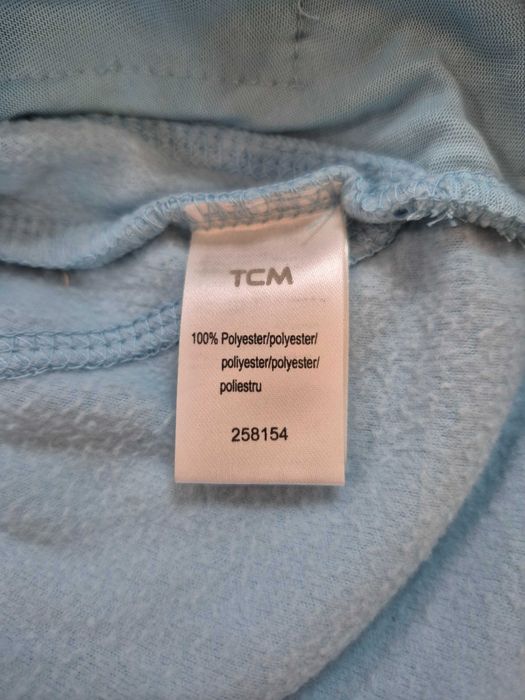 TCM
100% Polyester/polyester/
poliyester/polyester/
poliestru
258154